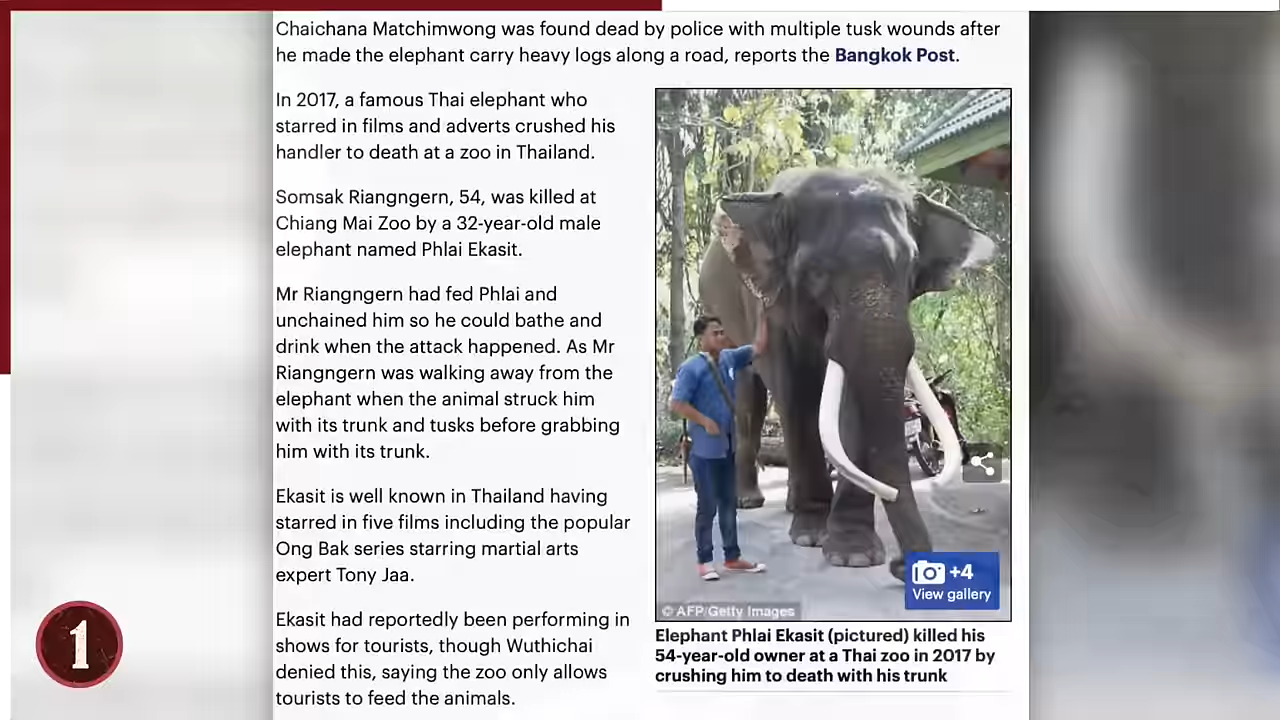 Chaichana Matchimwong was found dead by police with multiple tusk wounds after
he made the elephant carry heavy logs along a road, reports the Bangkok Post.
In 2017, a famous Thai elephant who
starred in films and adverts crushed his
handler to death at a zoo in Thailand.
Somsak Riangngern, 54, was killed at
Chiang Mai Zoo by a 32-year-old male
elephant named Phlai Ekasit.
Mr Riangngern had fed Phlai and
unchained him so he could bathe and
drink when the attack happened. As Mr
Riangngern was walking away from the
elephant when the animal struck him
with its trunk and tusks before grabbing
him with its trunk.
Ekasit is well known in Thailand having
starred in five films including the popular
Ong Bak series starring martial arts
expert Tony Jaa.
Ekasit had reportedly been performing in
shows for tourists, though Wuthichai
denied this, saying the zoo only allows
tourists to feed the animals.
+4
View gallery
© AFP/Getty Images
Elephant Phlai Ekasit (pictured) killed his
54-year-old owner at a Thai zoo in 2017 by
crushing him to death with his trunk
1